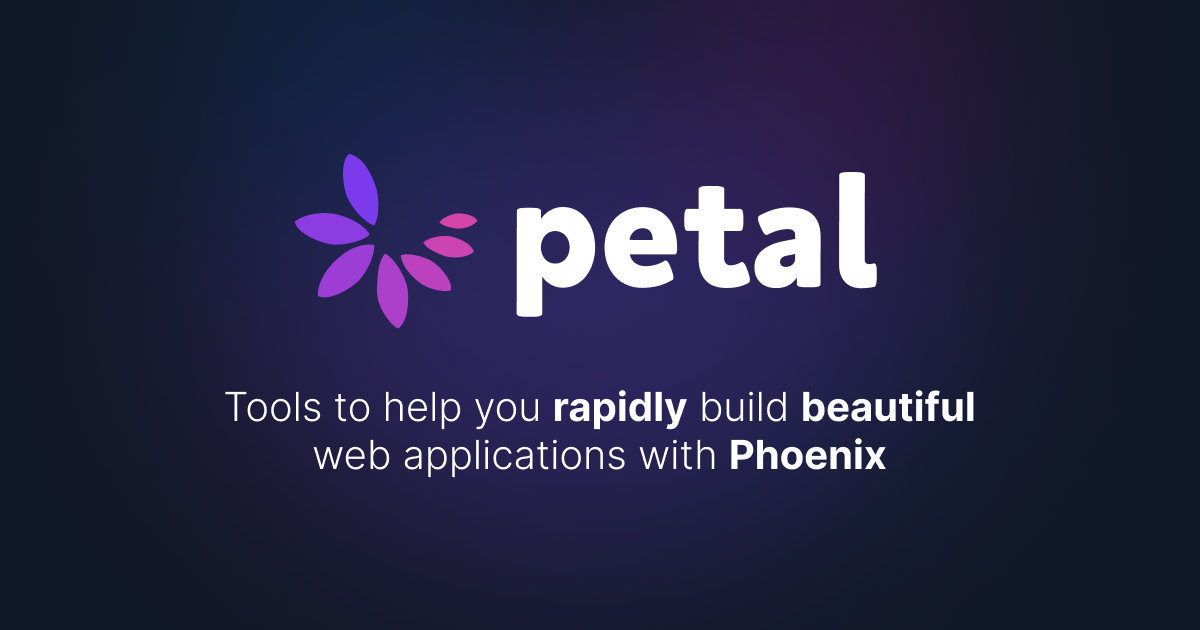 petal
Tools to help you rapidly build beautiful
web applications with Phoenix